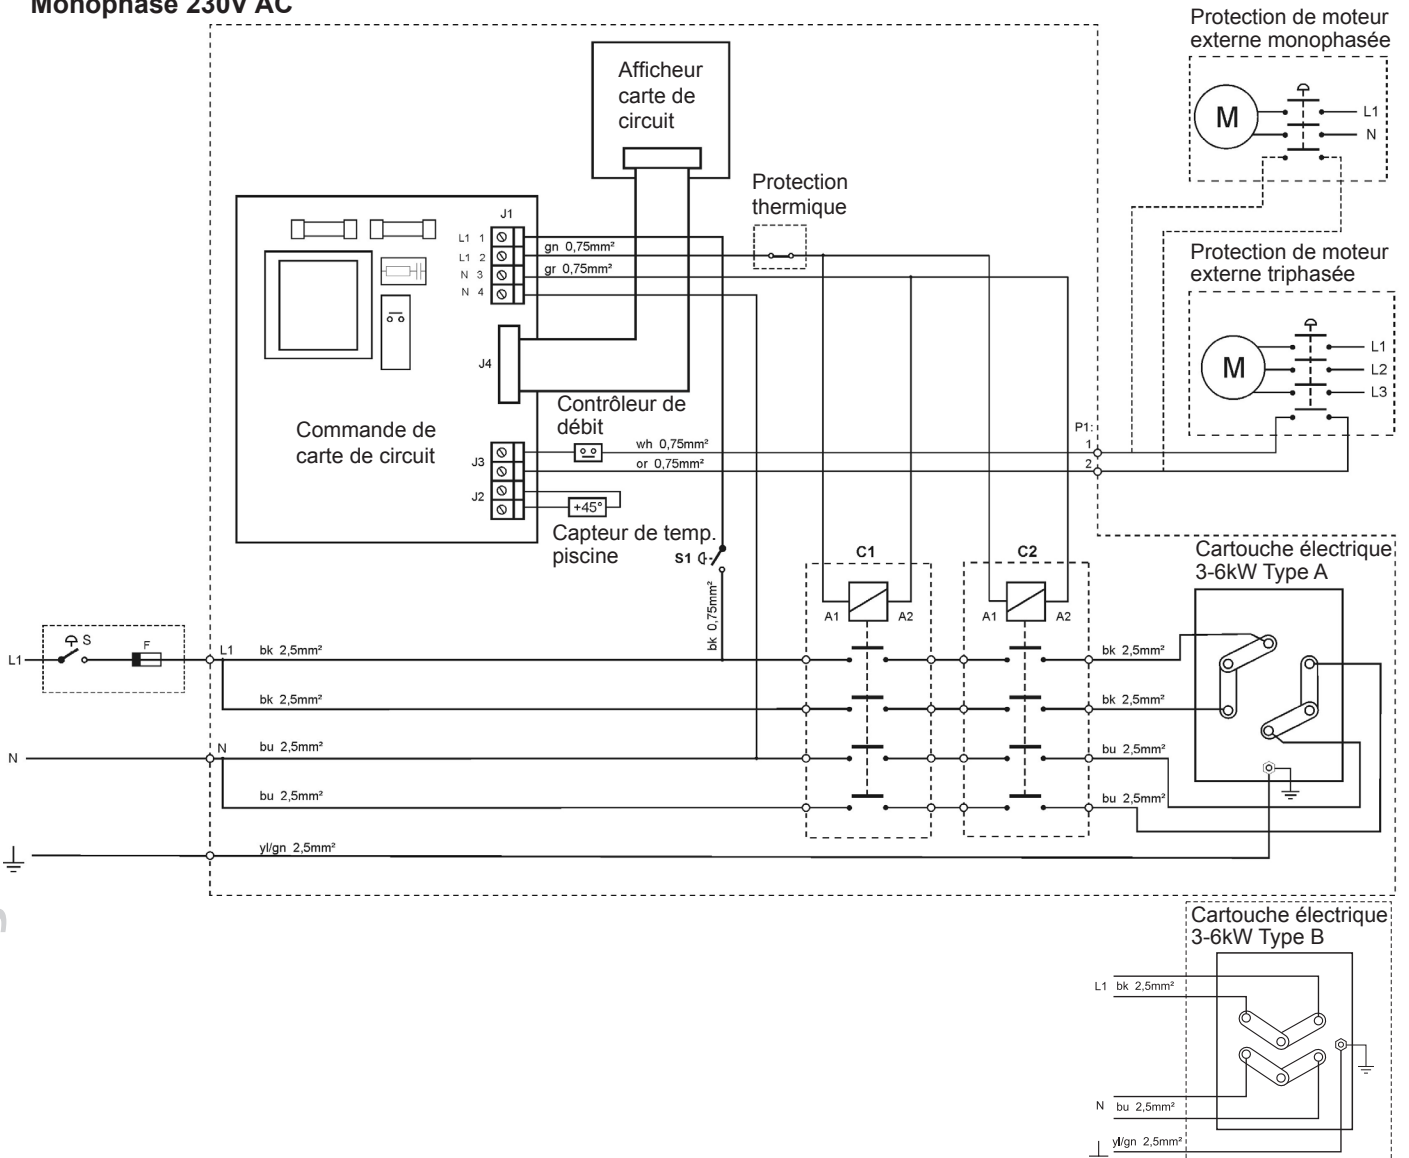 Monophasé 230V AC
Protection de moteur
externe monophasée
M
L1
N
Afficheur
carte de
circuit
Protection
thermique
J1
L1 1
L1 2
N 3
N 4
gn 0,75mm²
gr 0,75mm²
Protection de moteur
externe triphasée
M
L1
L2
L3
J4
Commande de
carte de circuit
Contrôleur de
débit
J3
J2
wh 0,75mm²
or 0,75mm²
P1:
1
2
+45°
Capteur de temp.
piscine
S1
bk 0,75mm²
C1
A1
A2
C2
A1
A2
Cartouche électrique
3-6kW Type A
L1
S
F
L1
bk 2,5mm²
bk 2,5mm²
bk 2,5mm²
bk 2,5mm²
N
N
bu 2,5mm²
bu 2,5mm²
bu 2,5mm²
bu 2,5mm²
yl/gn 2,5mm²
Cartouche électrique
3-6kW Type B
L1 bk 2,5mm²
N bu 2,5mm²
yl/gn 2,5mm²